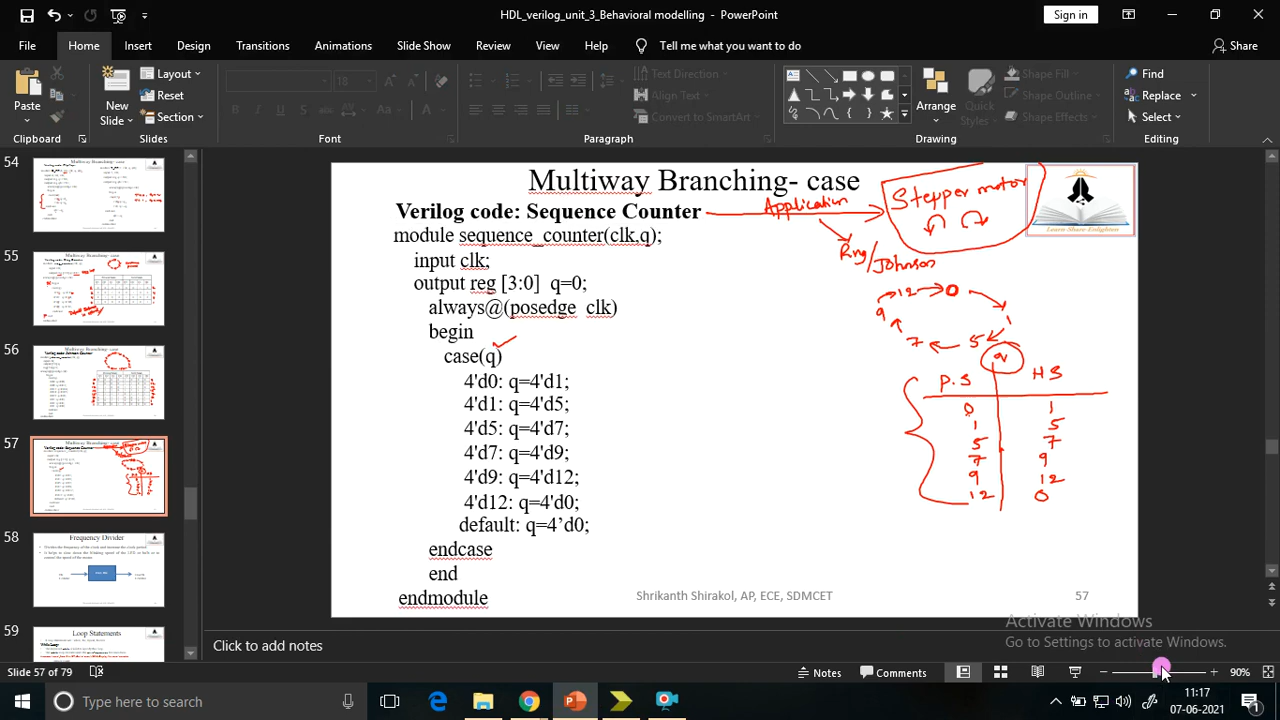 HDL_verilog_unit_3_Behaviora modelling - PowerPoint
Sign in
File Home Insert Design Transitions Animations Slide Show Review View Help Tell me what you want to do Share
Paste
New Slide
Layout
Reset
Section
18
Text Direction
Align Text
Convert to SmartArt
Arrange
Quick Styles
Shape Fill
Shape Outline
Shape Effects
Find
Replace
Select
Clipboard Slides Font Paragraph Drawing Editing
54
55
56
57
58
Frequency Divider
59
Loop Statements
Multiway Branching- case
Verilog Sequence Counter
module sequence_counter(clk,q);
input clk;
output reg [3:0] q=0;
always@(posedge clk)
begin
case(q)
4'd0: q=4'd1;
4'd1: q=4'd5;
4'd5: q=4'd7;
4'd7: q=4'd9;
4'd9: q=4'd12;
4'd12: q=4'd0;
default: q=4'd0;
endcase
end
endmodule
Application
Stepper motor
Ring/Johnson
Learn Share Enlighten
12 0
9 1
7 5
q
P.S NS
0 1
1 5
5 7
7 9
9 12
12 0
Shrikanth Shirakol, AP, ECE, SDMCET
57
Activate Windows
Go to Settings to activate Windows.
Click to add notes
Slide 57 of 79
Notes
Comments
90%
Type here to search
11:17
07-06-2021